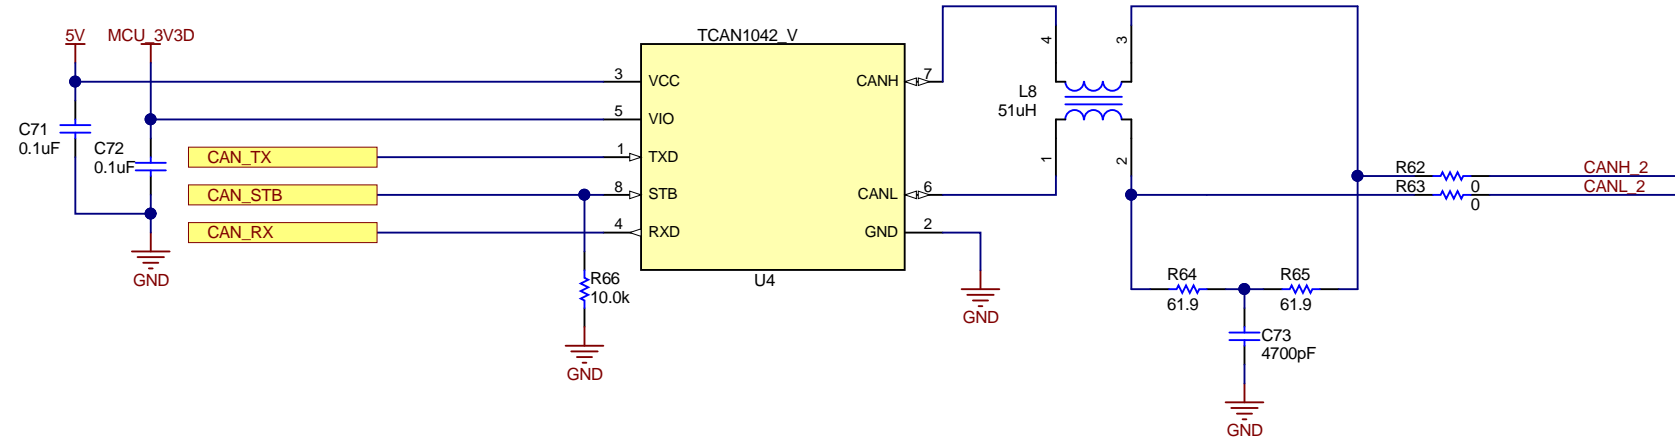 5V
MCU_3V3D
TCAN1042_V
4
3
3
VCC
CANH
7
L8
51uH
5
VIO
C71
0.1uF
C72
0.1uF
CAN_TX
1
TXD
1
2
R62
0
CANH_2
CAN_STB
8
STB
CANL
6
R63
0
CANL_2
CAN_RX
4
RXD
GND
2
GND
R66
10.0k
U4
R64
61.9
R65
61.9
GND
C73
4700pF
GND
GND